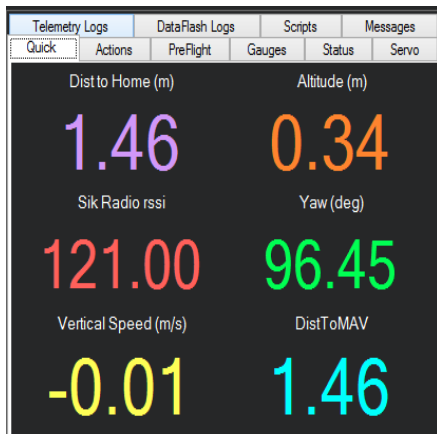 Telemetry Logs DataFlash Logs Scripts Messages
Quick Actions PreFlight Gauges Status Servo
Dist to Home (m) Altitude (m)
1.46 0.34
Sik Radio rssi Yaw (deg)
121.00 96.45
Vertical Speed (m/s) DistToMAV
-0.01 1.46